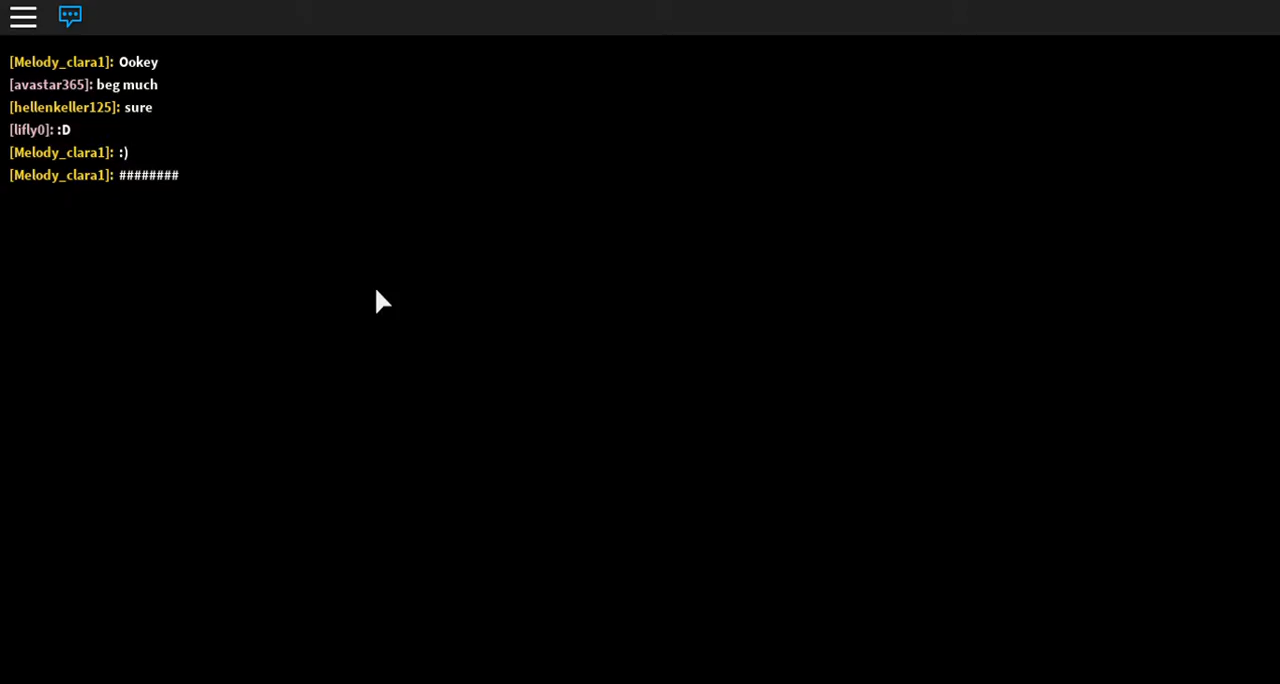 [Melody_clara1]: Ookey
[avastar365]: beg much
[hellenkeller125]: sure
[lifly0]: :D
[Melody_clara1]: :)
[Melody_clara1]: ########